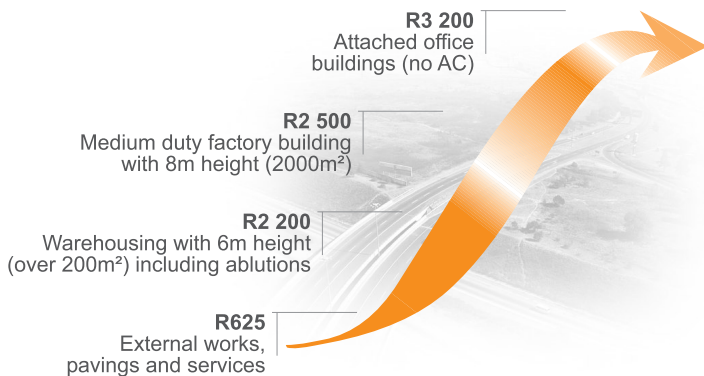 R3 200
Attached office
buildings (no AC)
R2 500
Medium duty factory building
with 8m height (2000m²)
R2 200
Warehousing with 6m height
(over 200m²) including ablutions
R625
External works,
pavings and services